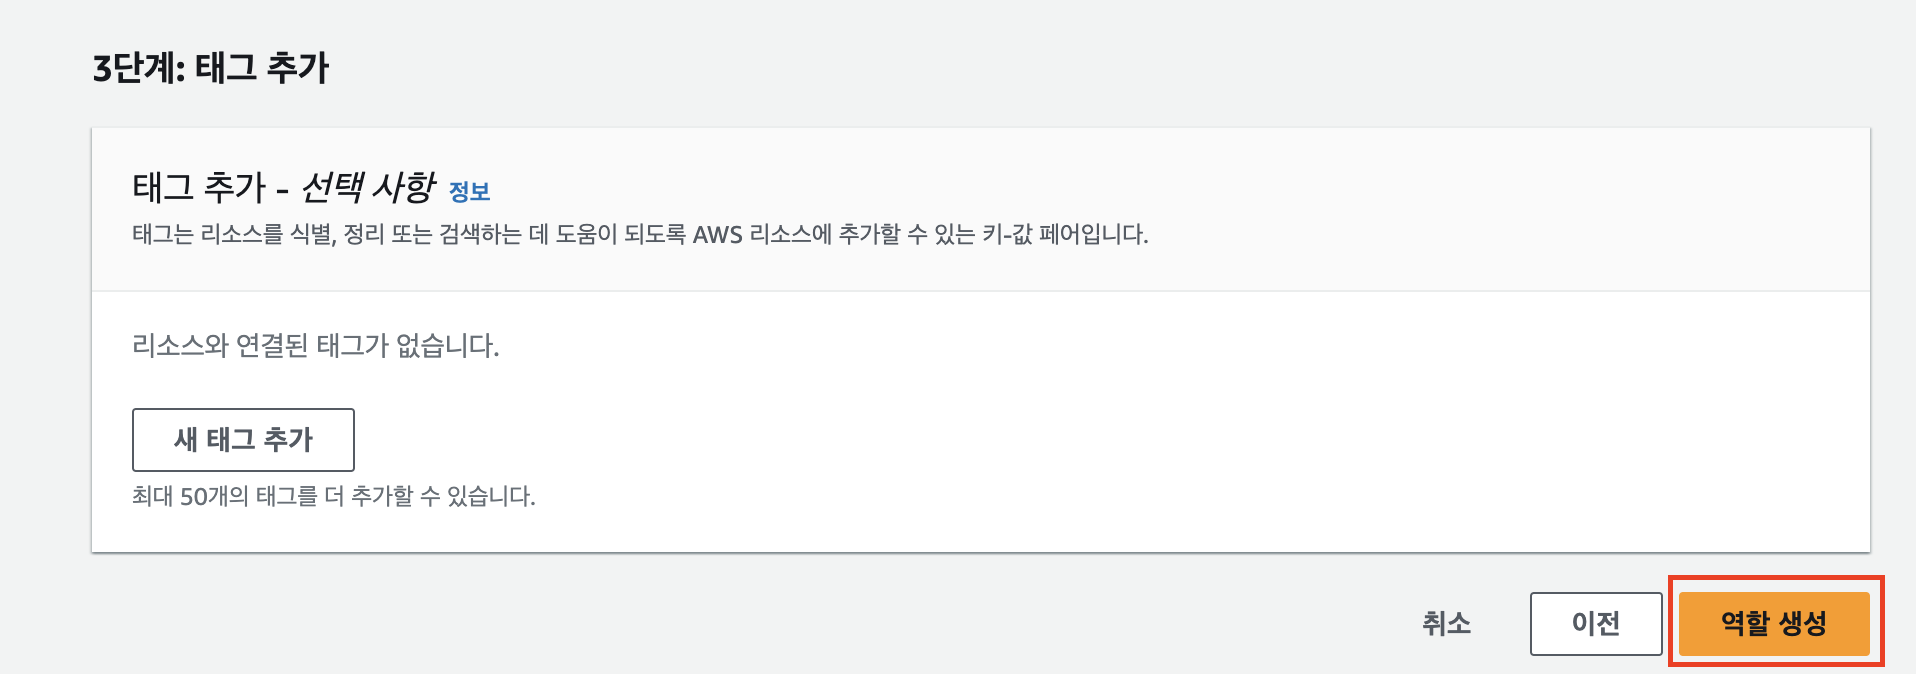 3단계: 태그 추가
태그 추가 - 선택 사항 정보
태그는 리소스를 식별, 정리 또는 검색하는 데 도움이 되도록 AWS 리소스에 추가할 수 있는 키-값 페어입니다.
리소스와 연결된 태그가 없습니다.
새 태그 추가
최대 50개의 태그를 더 추가할 수 있습니다.
취소 이전 역할 생성